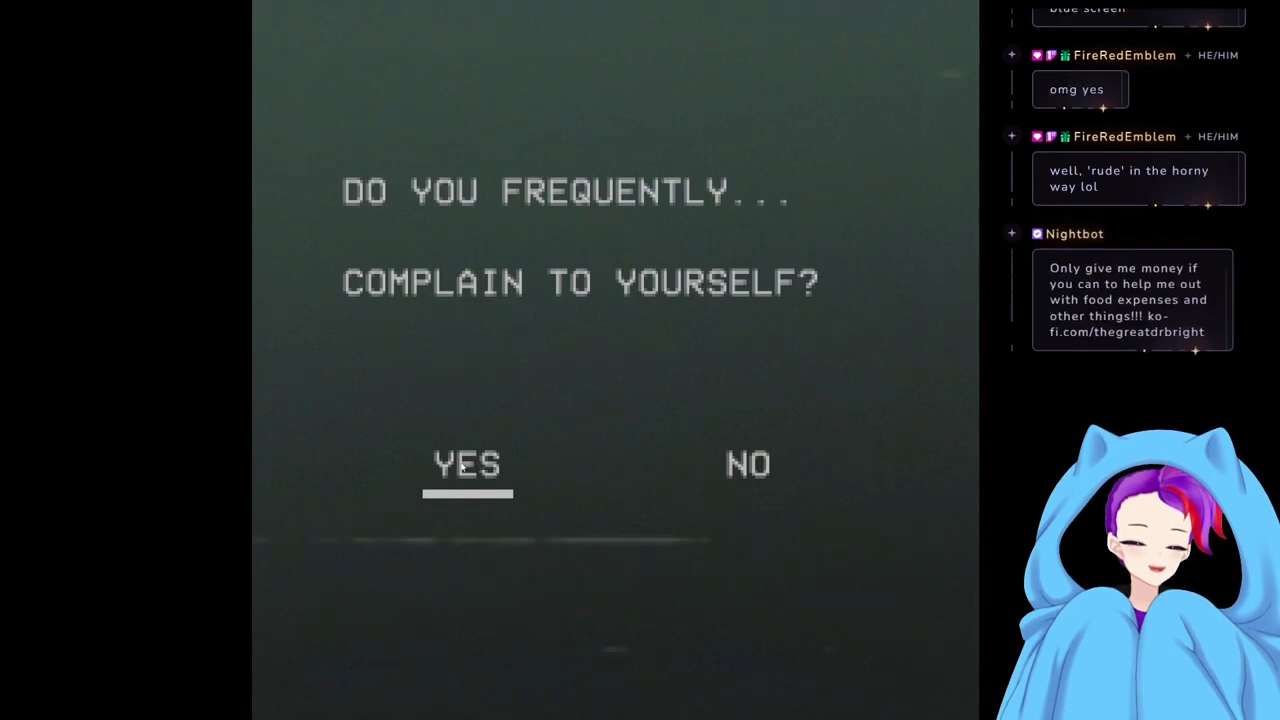 DO YOU FREQUENTLY...
COMPLAIN TO YOURSELF?
YES
NO
blue screen
FireRedEmblem + HE/HIM
omg yes
FireRedEmblem + HE/HIM
well, 'rude' in the horny
way lol
Nightbot
Only give me money if
you can to help me out
with food expenses and
other things!!! ko-
fi.com/thegreatdrbright